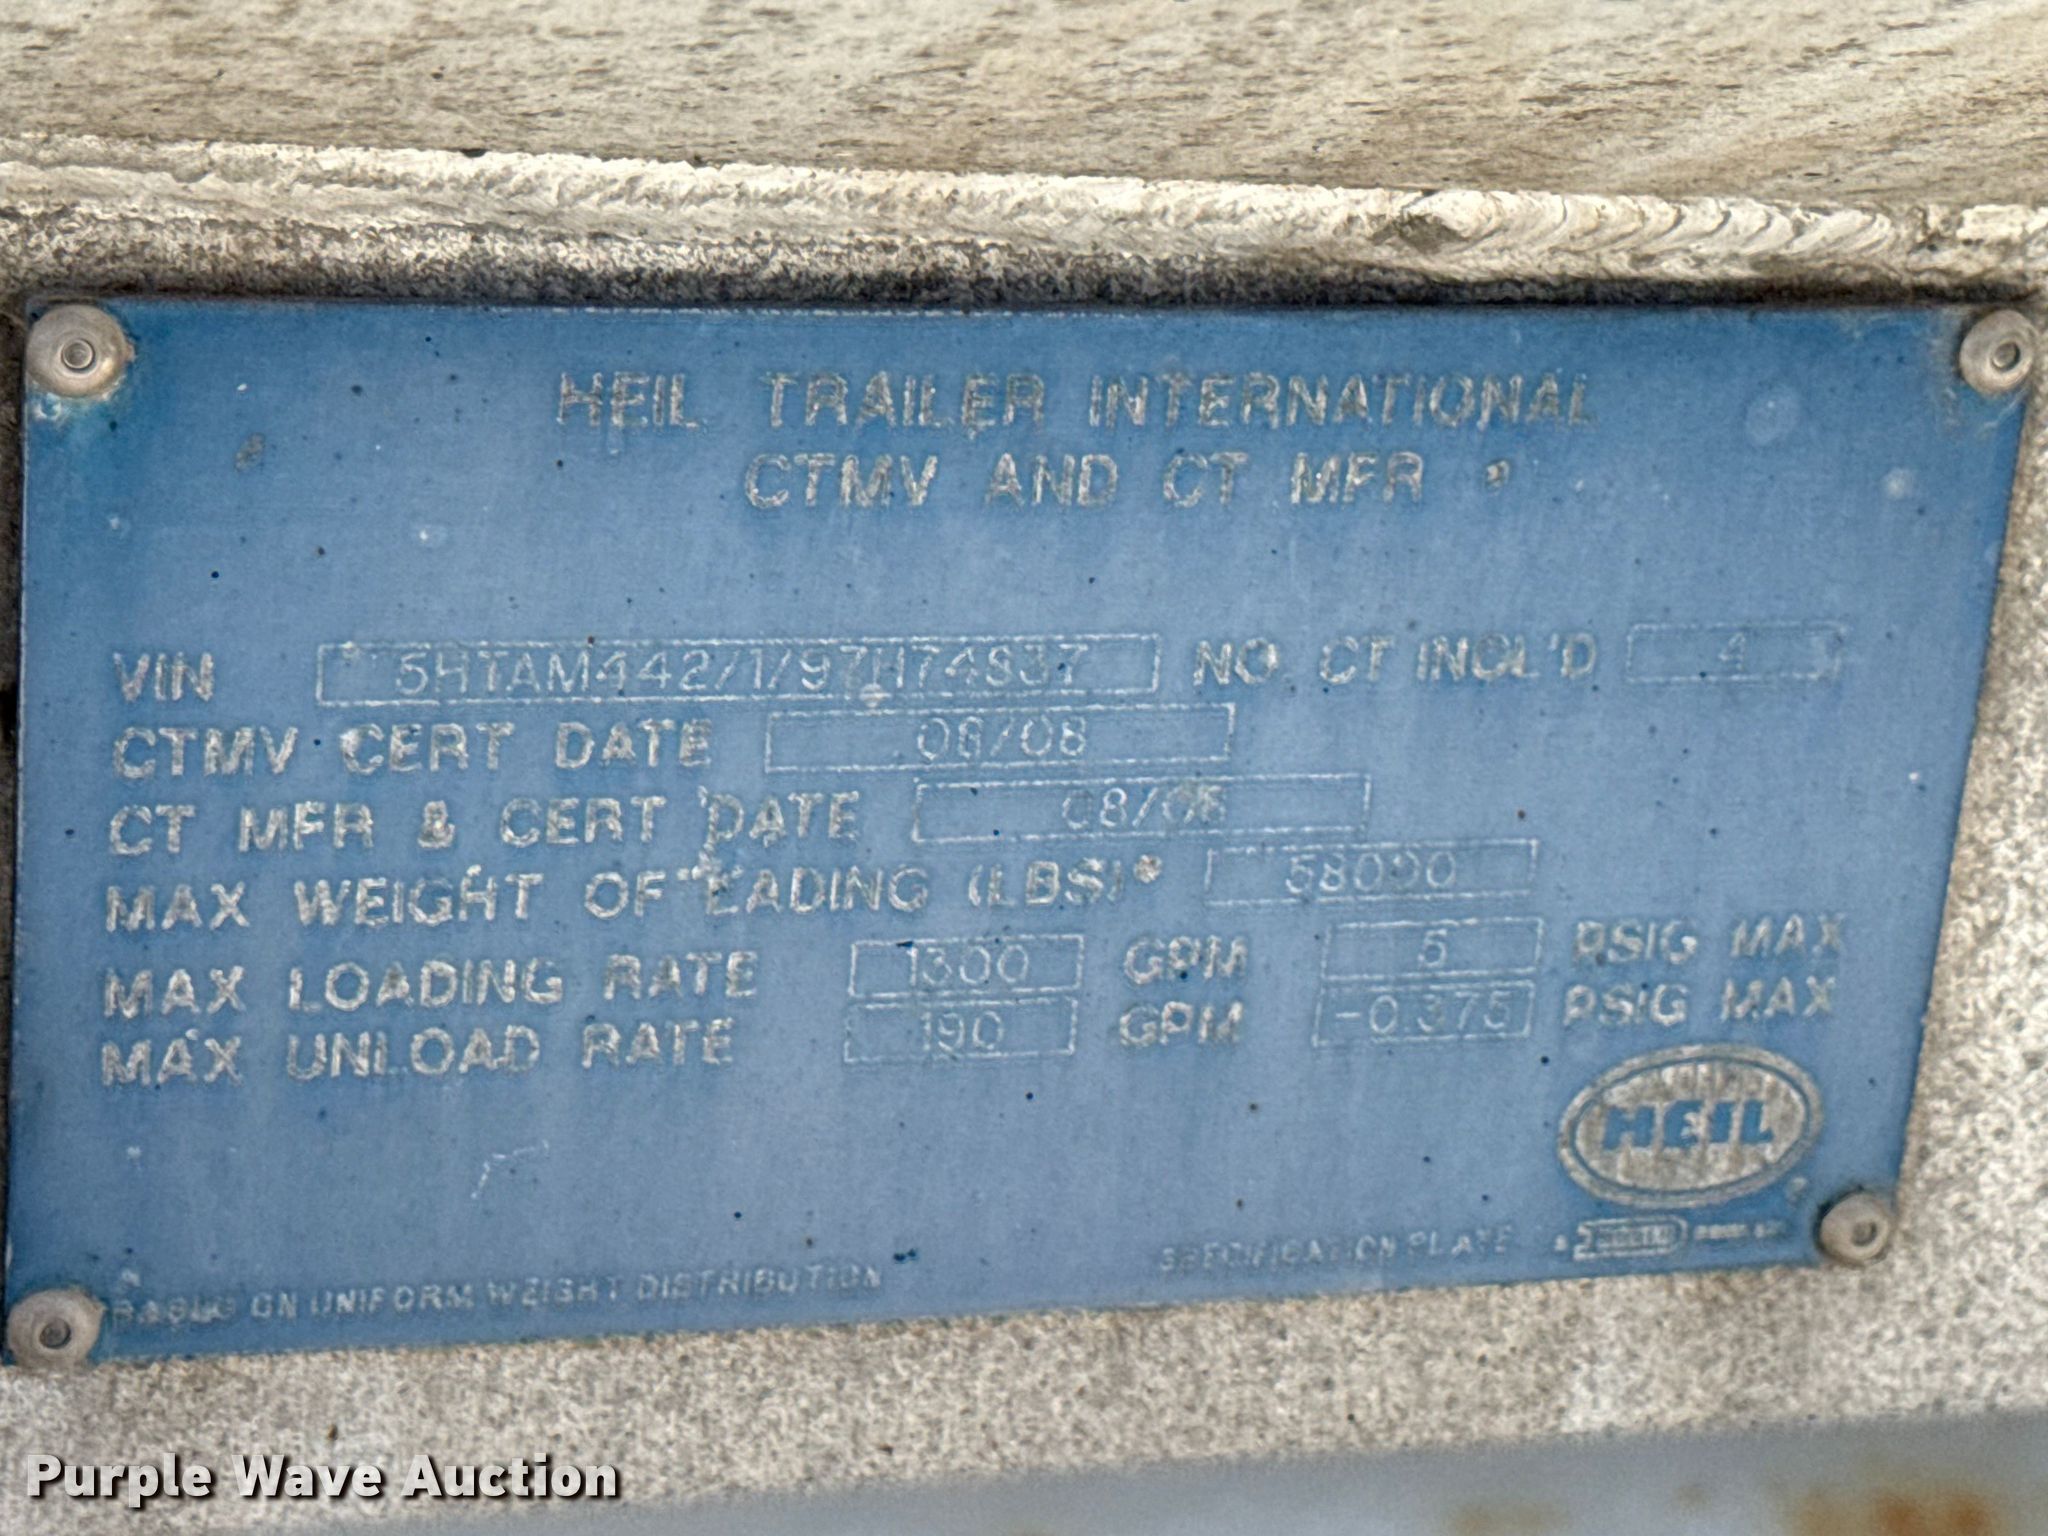 HEIL TRAILER INTERNATIONAL
CTMV AND CT MFR
VIN 5HTAM442/1/97H74837 NO. CT INCL'D 4
CTMV CERT DATE 08/08
CT MFR & CERT DATE 08/08
MAX WEIGHT OF LADING (LBS)* 58000
MAX LOADING RATE 1300 GPM 5 PSIG MAX
MAX UNLOAD RATE 190 GPM -0.375 PSIG MAX
HEIL
ON UNIFORM WEIGHT DISTRIBUTION SPECIFICATION PLATE
Purple Wave Auction